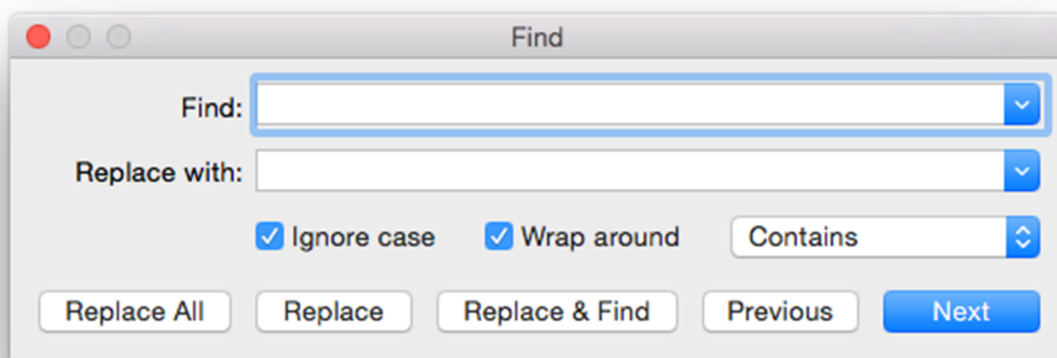 Find
Find:
Replace with:
Ignore case Wrap around Contains
Replace All Replace Replace & Find Previous Next